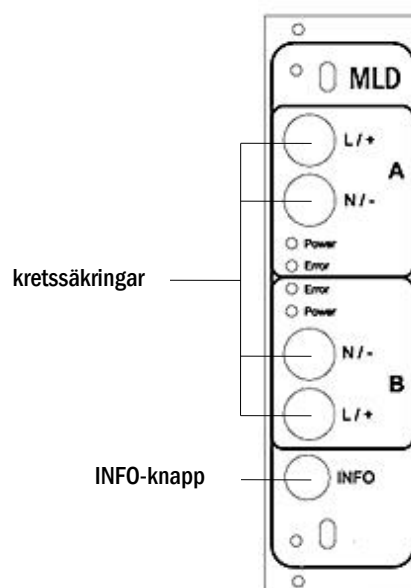 MLD
L / +
A
N / -
Power
Error
kretssäkringar
Error
Power
N / -
B
L / +
INFO-knapp
INFO